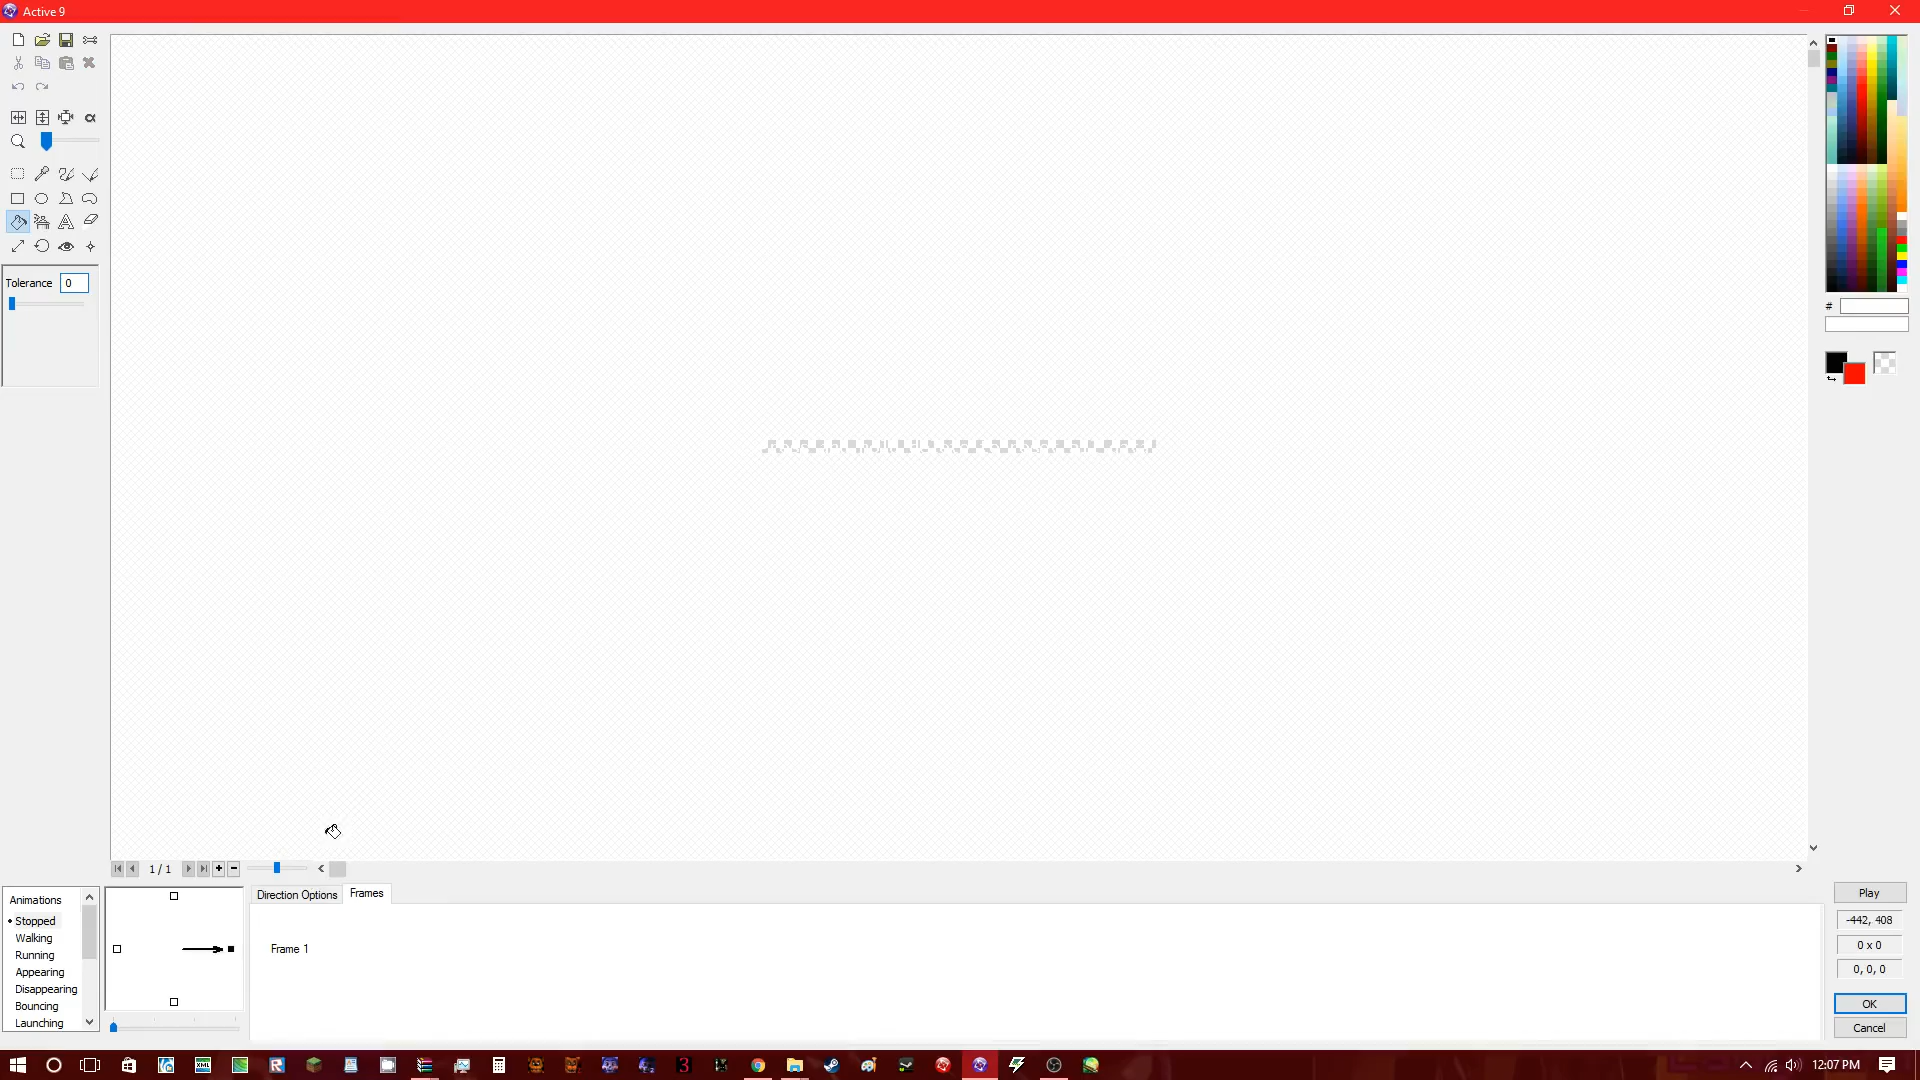 Active 9
Tolerance 0
#
1 / 1
Animations
Stopped
Walking
Running
Appearing
Disappearing
Bouncing
Launching
Direction Options
Frames
Frame 1
Play
-442, 408
0 x 0
0, 0, 0
OK
Cancel
12:07 PM